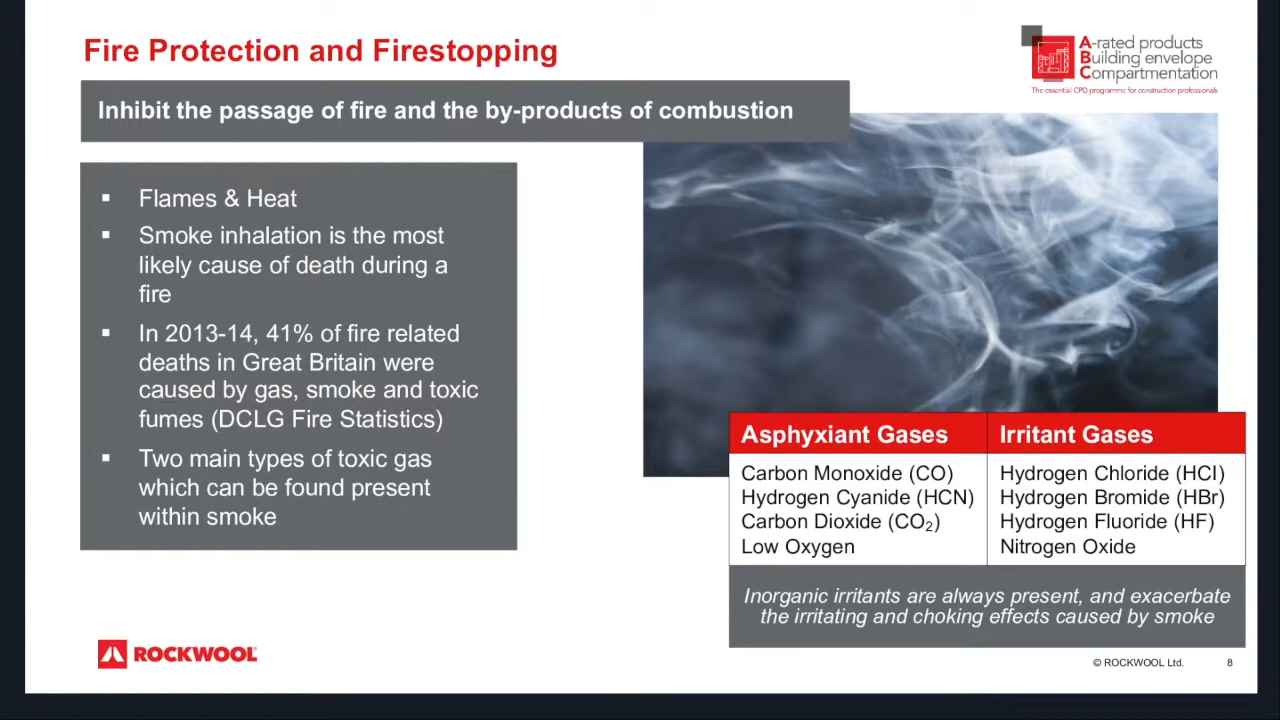 Fire Protection and Firestopping
A-rated products
Building envelope
Compartmentation
The essential CPD programme for construction professionals
Inhibit the passage of fire and the by-products of combustion
▪ Flames & Heat
▪ Smoke inhalation is the most
likely cause of death during a
fire
▪ In 2013-14, 41% of fire related
deaths in Great Britain were
caused by gas, smoke and toxic
fumes (DCLG Fire Statistics)
▪ Two main types of toxic gas
which can be found present
within smoke
Asphyxiant Gases
Carbon Monoxide (CO)
Hydrogen Cyanide (HCN)
Carbon Dioxide (CO₂)
Low Oxygen
Irritant Gases
Hydrogen Chloride (HCl)
Hydrogen Bromide (HBr)
Hydrogen Fluoride (HF)
Nitrogen Oxide
Inorganic irritants are always present, and exacerbate
the irritating and choking effects caused by smoke
ROCKWOOL
© ROCKWOOL Ltd.
8